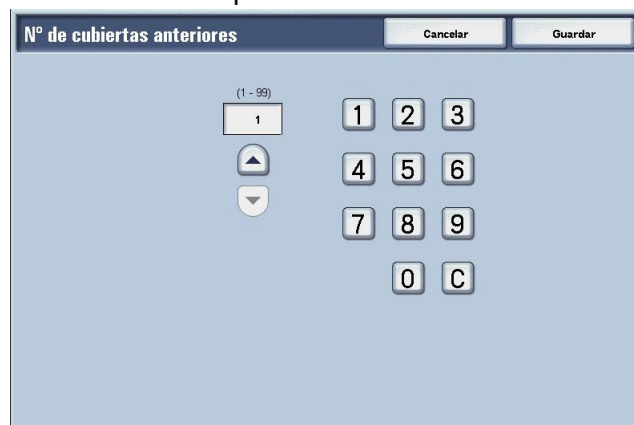 Nº de cubiertas anteriores
Cancelar
Guardar
(1 - 99)
1
1 2 3
4 5 6
7 8 9
0 C